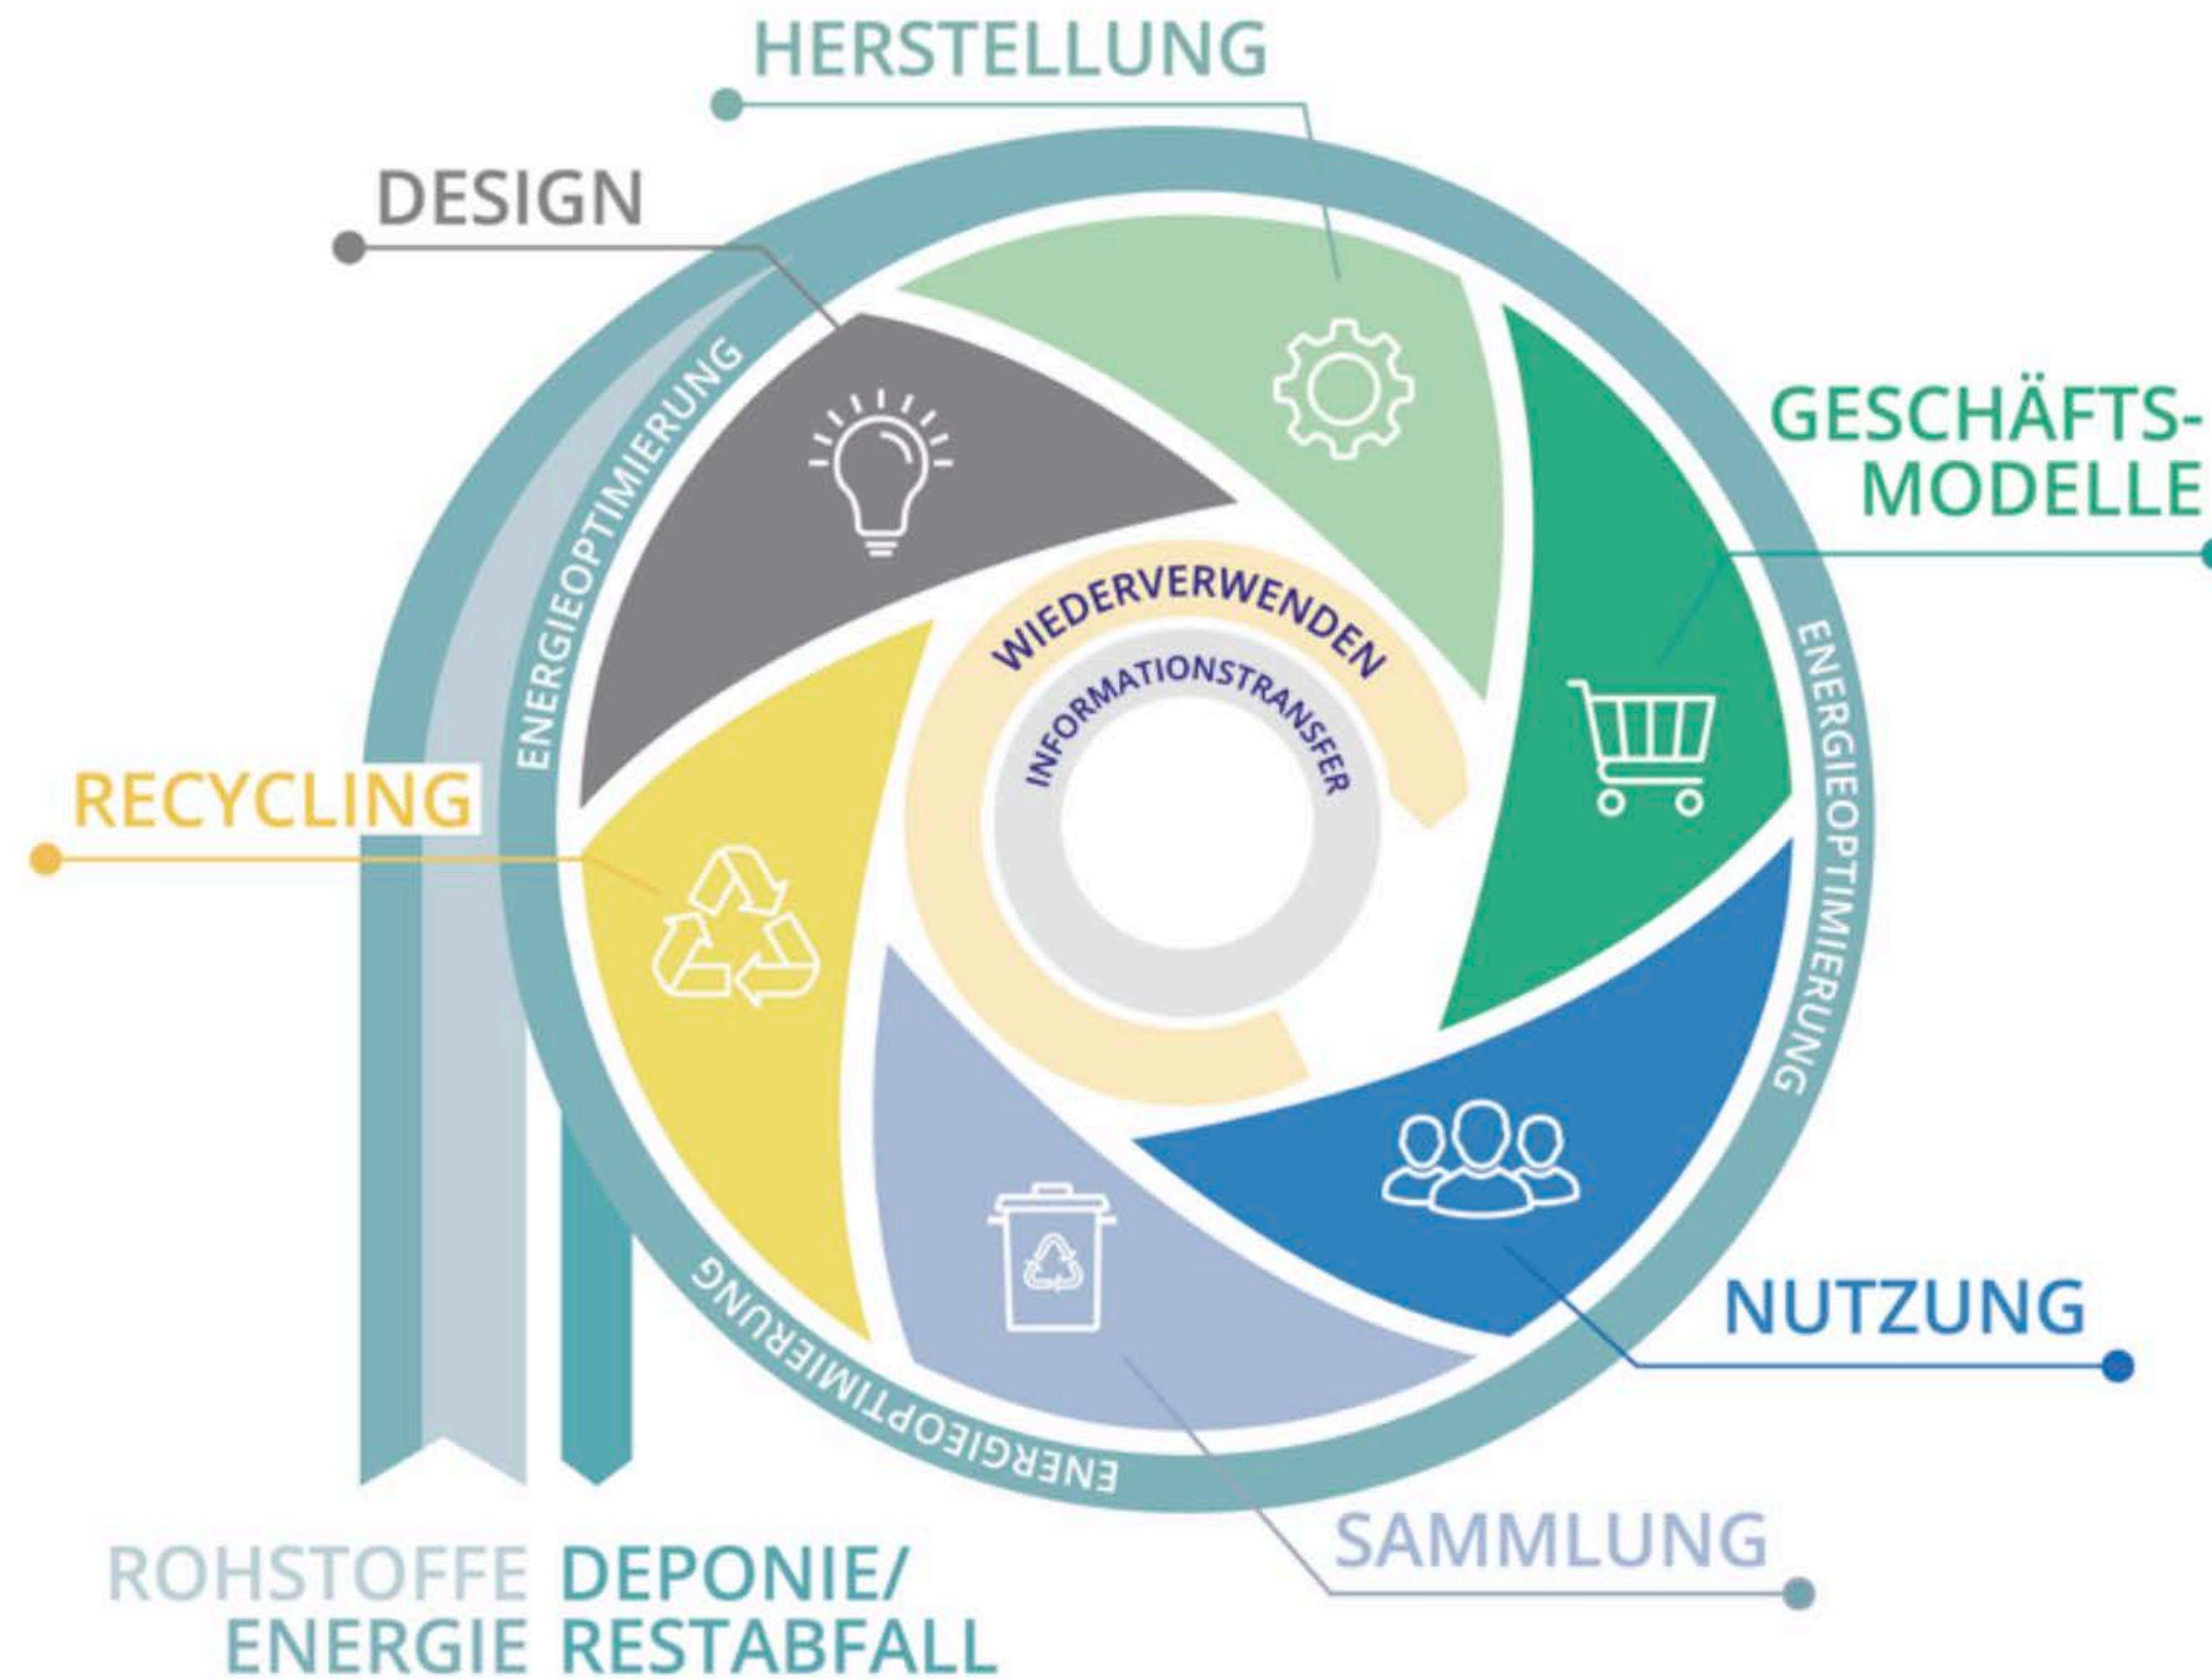 HERSTELLUNG
DESIGN
GESCHÄFTS-
MODELLE
ENERGIEOPTIMIERUNG
WIEDERVERWENDEN
INFORMATIONSTRANSFER
ENERGIEOPTIMIERUNG
RECYCLING
NUTZUNG
ENERGIEOPTIMIERUNG
SAMMLUNG
ROHSTOFFE
ENERGIE
DEPONIE/
RESTABFALL